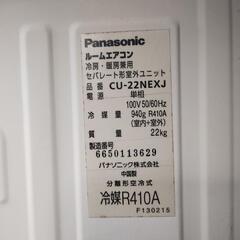 Panasonic
ルームエアコン
冷房・暖房兼用
セパレート形室外ユニット
品番 CU-22NEXJ
電源 単相
100V 50/60Hz
冷媒量 940g R410A
(室内+室外)
質量 22kg
製造番号
6650113629
パナソニック株式会社
中国製
分離形空冷式
冷媒R410A
F130215